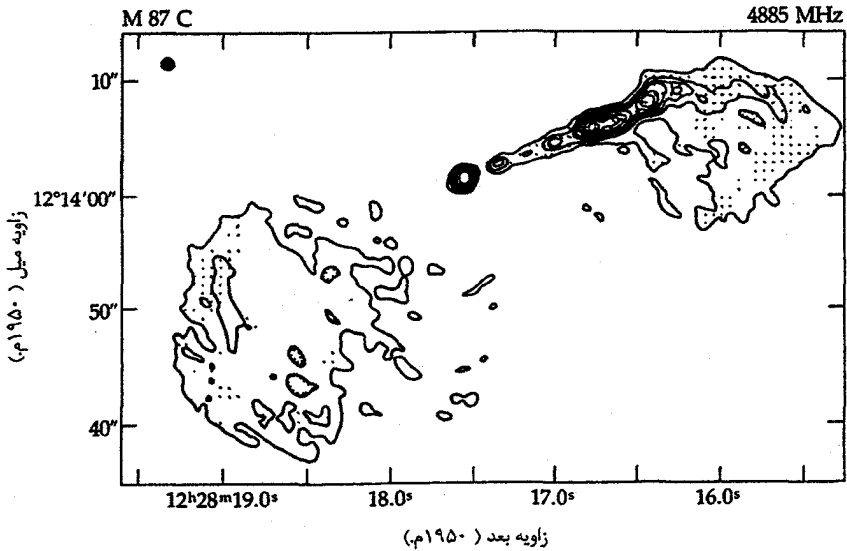 M 87 C
4885 MHz
10″
12°14′00″
50″
40″
زاویه میل ( ۱۹۵۰م.)
12ʰ28ᵐ19.0ˢ
18.0ˢ
17.0ˢ
16.0ˢ
زاویه بعد ( ۱۹۵۰م.)